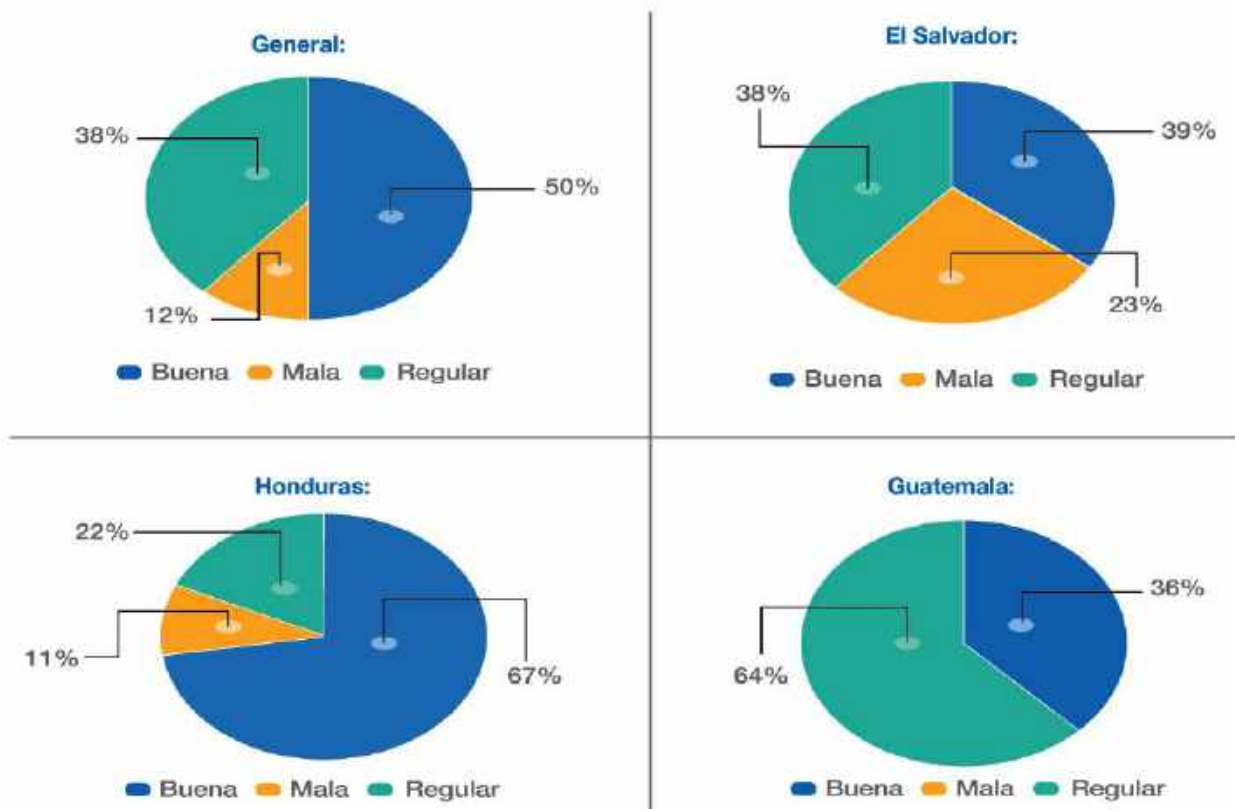 General:
38%
50%
12%
Buena Mala Regular
El Salvador:
38%
39%
23%
Buena Mala Regular
Honduras:
22%
11%
67%
Buena Mala Regular
Guatemala:
36%
64%
Buena Mala Regular